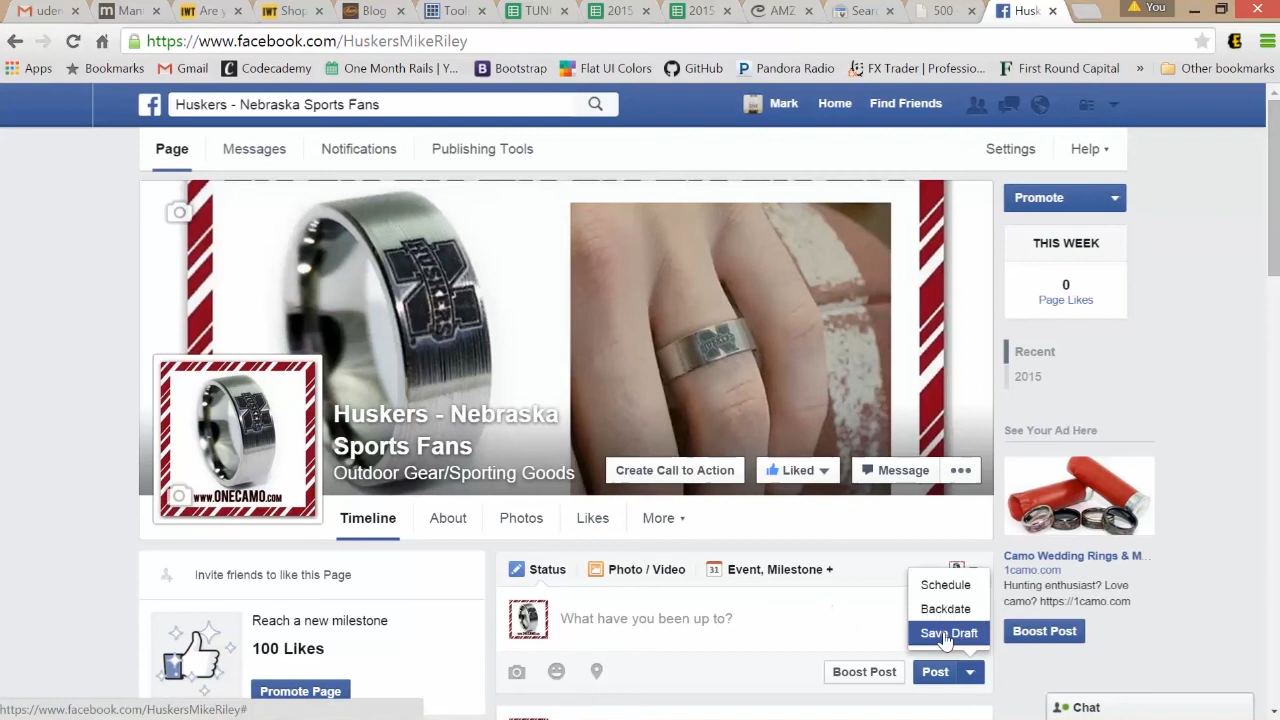 uder
Mant
IWT Are y
IWT Shop
Blog
Tool
TUN
2015
2015
AMZ
Sear
500
Husk
You
https://www.facebook.com/HuskersMikeRiley
Apps
Bookmarks
Gmail
Codecademy
One Month Rails | Y...
Bootstrap
Flat UI Colors
GitHub
Pandora Radio
FX Trader | Professio...
First Round Capital
»
Other bookmarks
Huskers - Nebraska Sports Fans
Mark
Home
Find Friends
Page
Messages
Notifications
Publishing Tools
Settings
Help
Promote
THIS WEEK
0
Page Likes
Recent
2015
See Your Ad Here
HUSKERS
N
WWW.ONECAMO.COM
Huskers - Nebraska
Sports Fans
Outdoor Gear/Sporting Goods
Create Call to Action
Liked
Message
Timeline
About
Photos
Likes
More
Camo Wedding Rings & M...
1camo.com
Hunting enthusiast? Love
camo? https://1camo.com
Boost Post
Invite friends to like this Page
Reach a new milestone
100 Likes
Promote Page
Status
Photo / Video
31 Event, Milestone +
What have you been up to?
Schedule
Backdate
Save Draft
Boost Post
Post
https://www.facebook.com/HuskersMikeRiley#
Chat